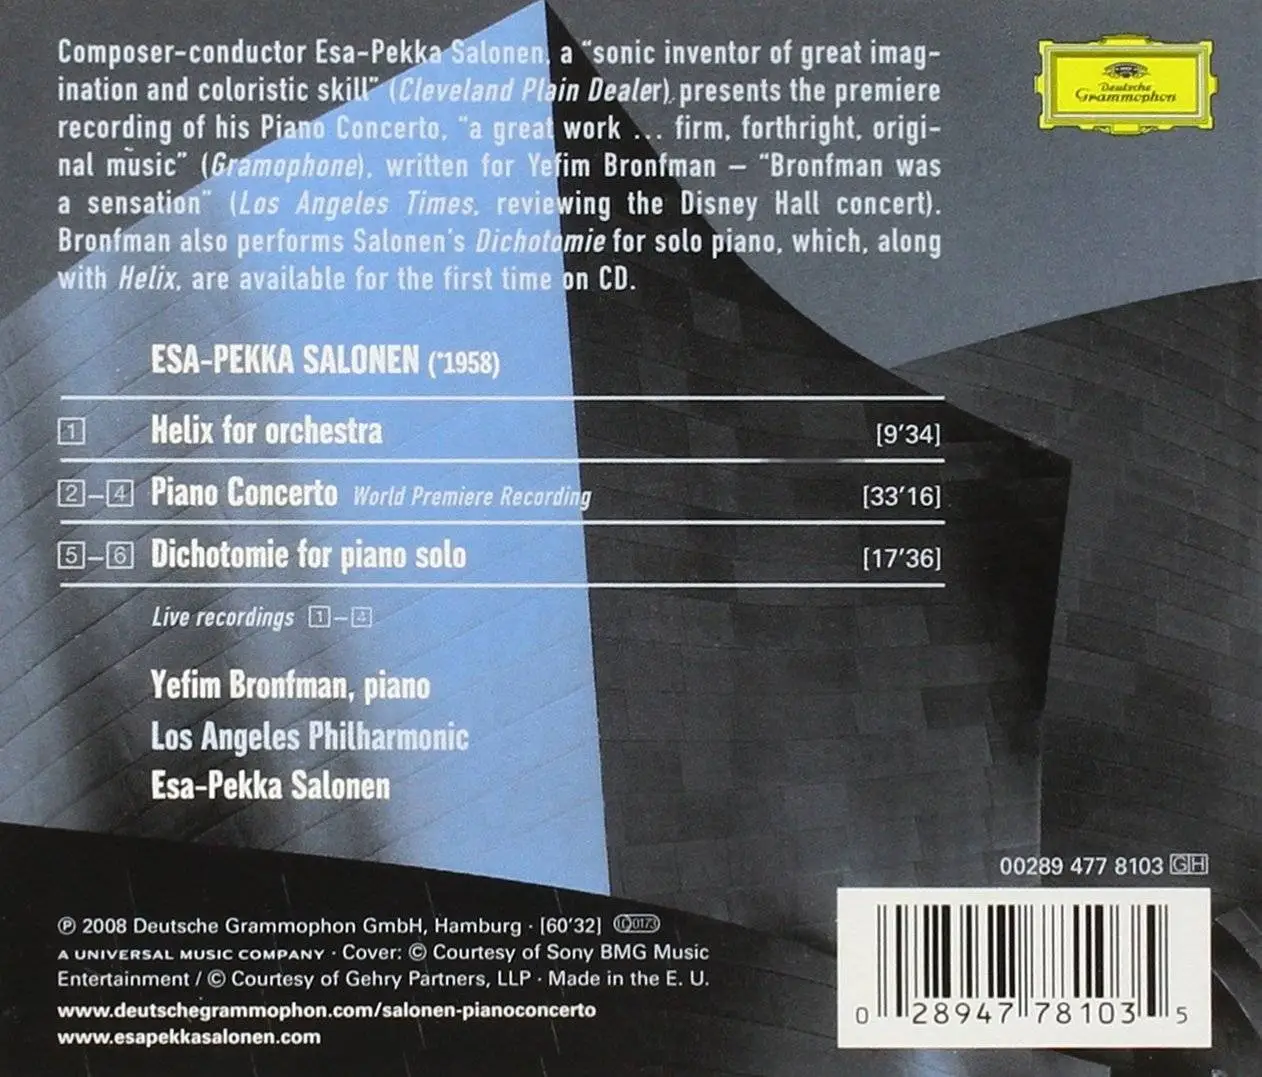 Composer-conductor Esa-Pekka Salonen, a “sonic inventor of great imag-
ination and coloristic skill” (Cleveland Plain Dealer) presents the premiere
recording of his Piano Concerto, “a great work ... firm, forthright, origi-
nal music” (Gramophone), written for Yefim Bronfman – “Bronfman was
a sensation” (Los Angeles Times, reviewing the Disney Hall concert).
Bronfman also performs Salonen’s Dichotomie for solo piano, which, along
with Helix, are available for the first time on CD.
Deutsche
Grammophon
ESA-PEKKA SALONEN (*1958)
1 Helix for orchestra [9’34]
2–4 Piano Concerto World Premiere Recording [33’16]
5–6 Dichotomie for piano solo [17’36]
Live recordings 1–4
Yefim Bronfman, piano
Los Angeles Philharmonic
Esa-Pekka Salonen
00289 477 8103 GH
℗ 2008 Deutsche Grammophon GmbH, Hamburg · [60’32] LC 0173
A UNIVERSAL MUSIC COMPANY · Cover: © Courtesy of Sony BMG Music
Entertainment / © Courtesy of Gehry Partners, LLP · Made in the E. U.
www.deutschegrammophon.com/salonen-pianoconcerto
www.esapekkasalonen.com
0 28947 78103 5